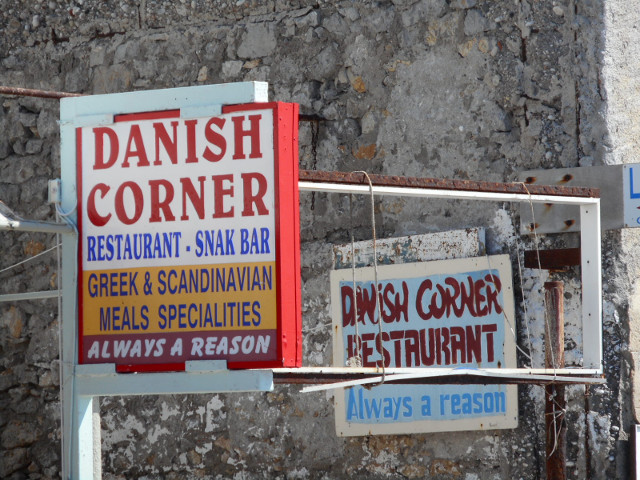 DANISH
CORNER
RESTAURANT - SNAK BAR
GREEK & SCANDINAVIAN
MEALS SPECIALITIES
ALWAYS A REASON
DANISH CORNER
RESTAURANT
Always a reason
L